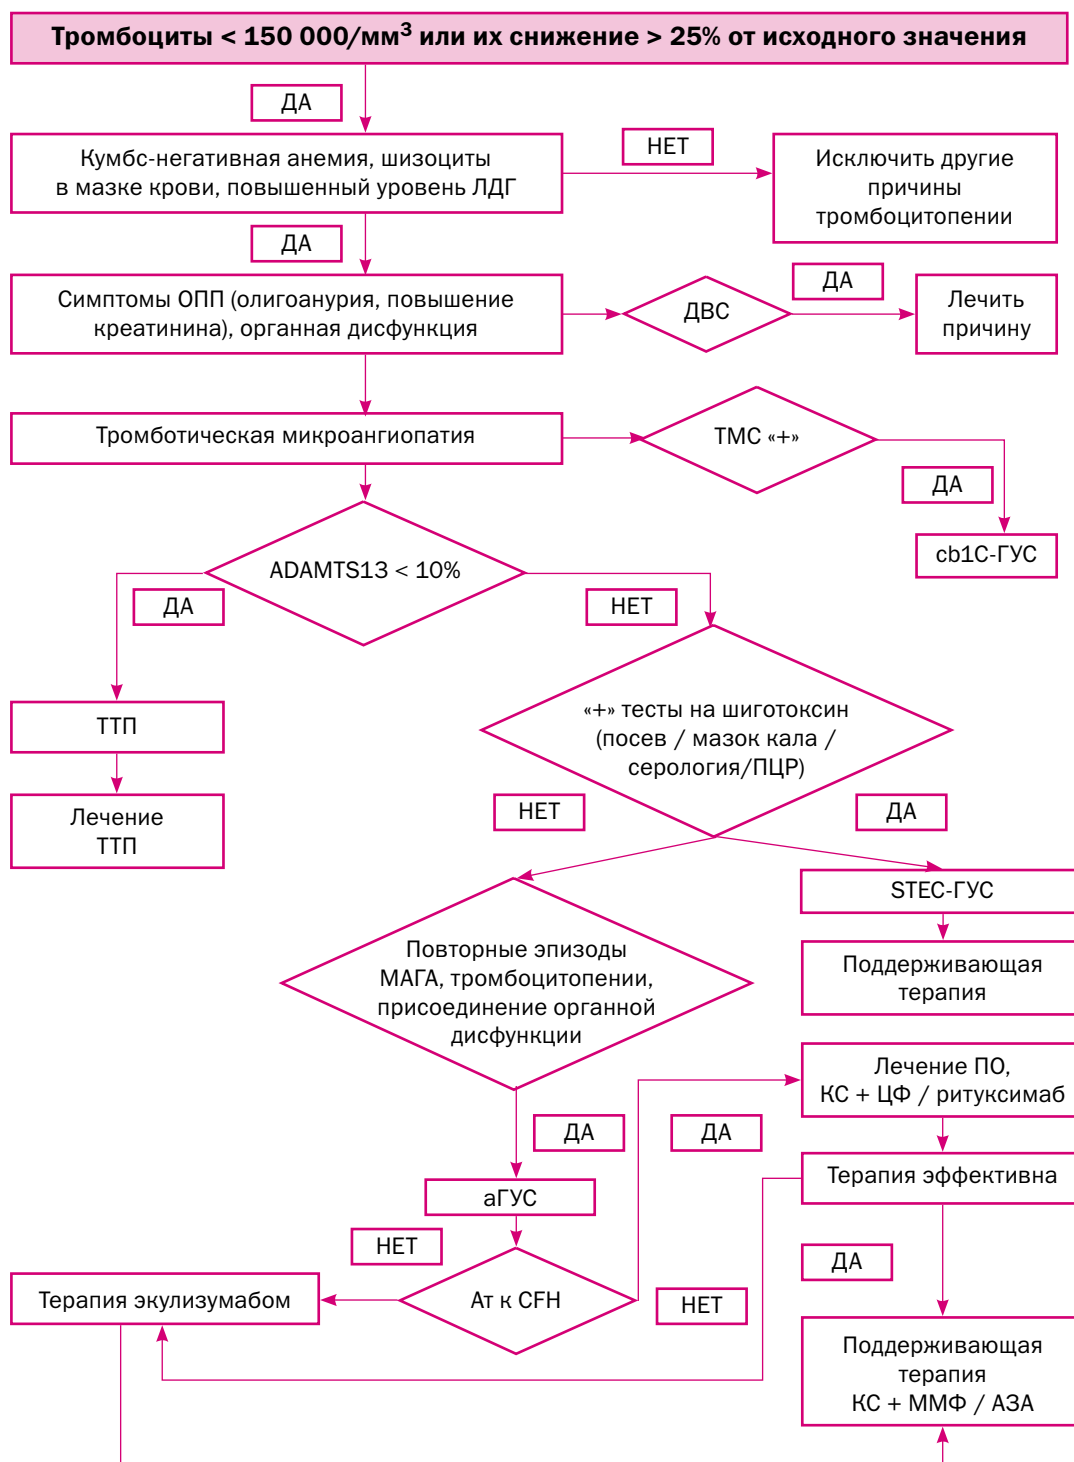 Тромбоциты < 150 000/мм³ или их снижение > 25% от исходного значения
ДА
Кумбс-негативная анемия, шизоциты
в мазке крови, повышенный уровень ЛДГ
НЕТ
Исключить другие
причины
тромбоцитопении
ДА
Симптомы ОПП (олигоанурия, повышение
креатинина), органная дисфункция
ДВС
ДА
Лечить
причину
Тромботическая микроангиопатия
ТМС «+»
ДА
cb1C-ГУС
ADAMTS13 < 10%
ДА
НЕТ
ТТП
Лечение
ТТП
«+» тесты на шиготоксин
(посев / мазок кала /
серология/ПЦР)
НЕТ
ДА
STEC-ГУС
Поддерживающая
терапия
Повторные эпизоды
МАГА, тромбоцитопении,
присоединение органной
дисфункции
ДА
аГУС
НЕТ
Ат к CFH
ДА
Лечение ПО,
КС + ЦФ / ритуксимаб
Терапия эффективна
НЕТ
ДА
Терапия экулизумабом
Поддерживающая
терапия
КС + ММФ / АЗА